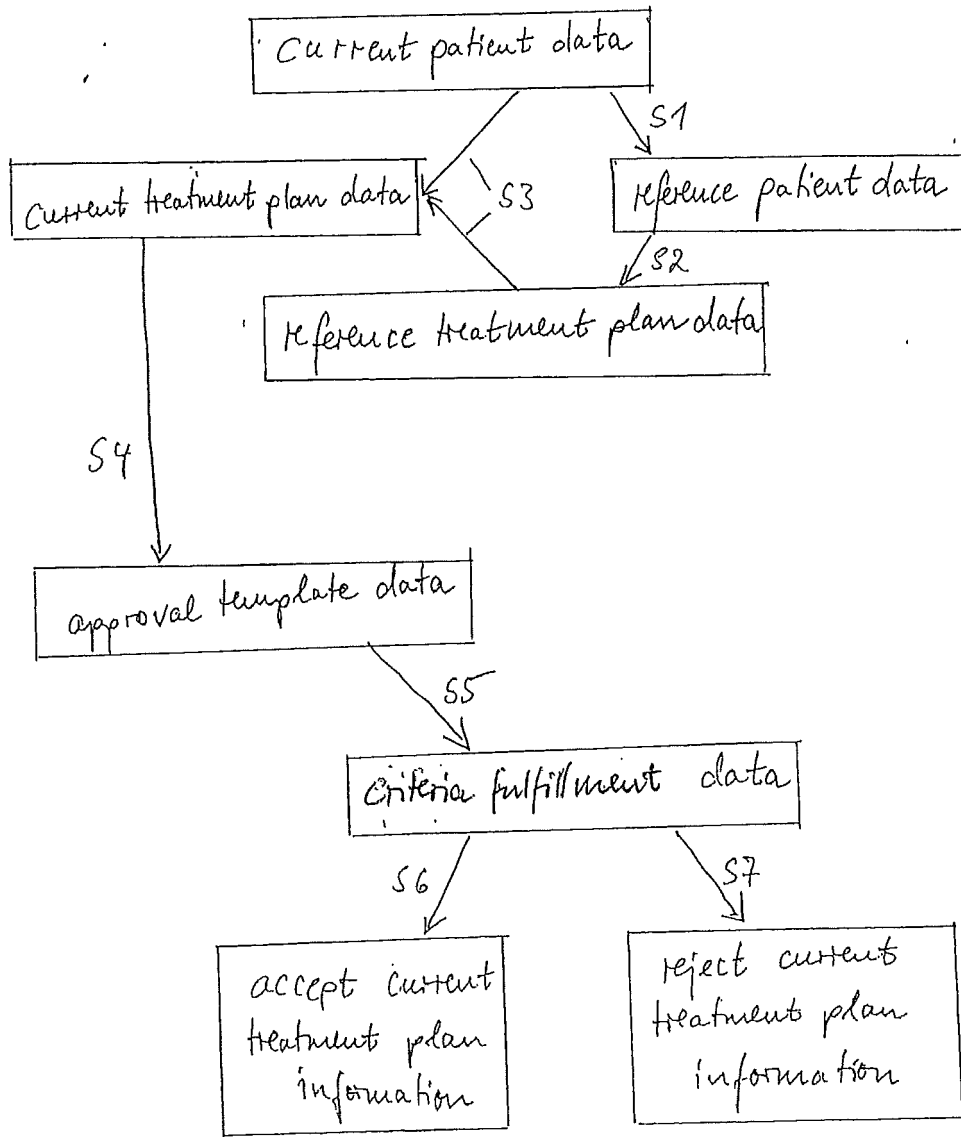 Current patient data
S1
current treatment plan data
S3
reference patient data
S2
reference treatment plan data
S4
approval template data
S5
criteria fulfillment data
S6
S7
accept current
treatment plan
information
reject current
treatment plan
information